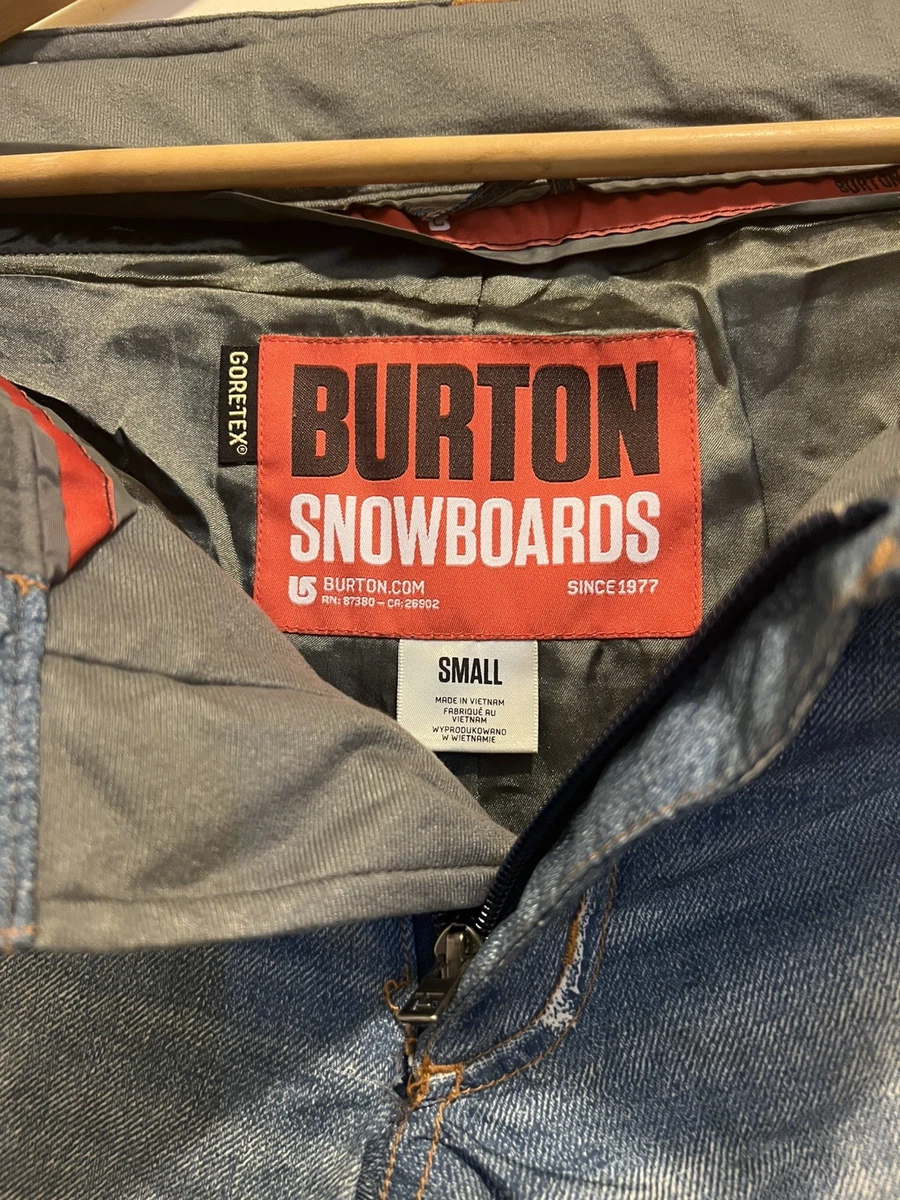 BURTON
GORE-TEX®
BURTON
SNOWBOARDS
BURTON.COM
SINCE 1977
RN: 87380 – CA: 26902
SMALL
MADE IN VIETNAM
FABRIQUÉ AU
VIETNAM
WYPRODUKOWANO
W WIETNAMIE